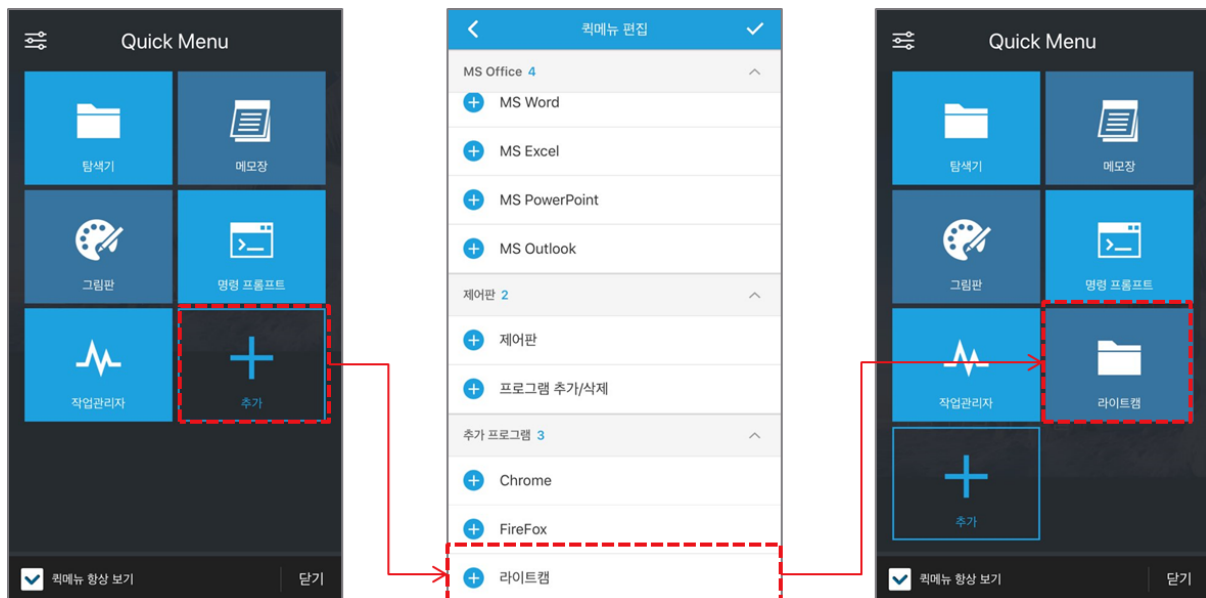 Quick Menu
탐색기
메모장
그림판
명령 프롬프트
작업관리자
추가
퀵메뉴 항상 보기
닫기
퀵메뉴 편집
MS Office 4
MS Word
MS Excel
MS PowerPoint
MS Outlook
제어판 2
제어판
프로그램 추가/삭제
추가 프로그램 3
Chrome
FireFox
라이트캠
Quick Menu
탐색기
메모장
그림판
명령 프롬프트
작업관리자
라이트캠
추가
퀵메뉴 항상 보기
닫기